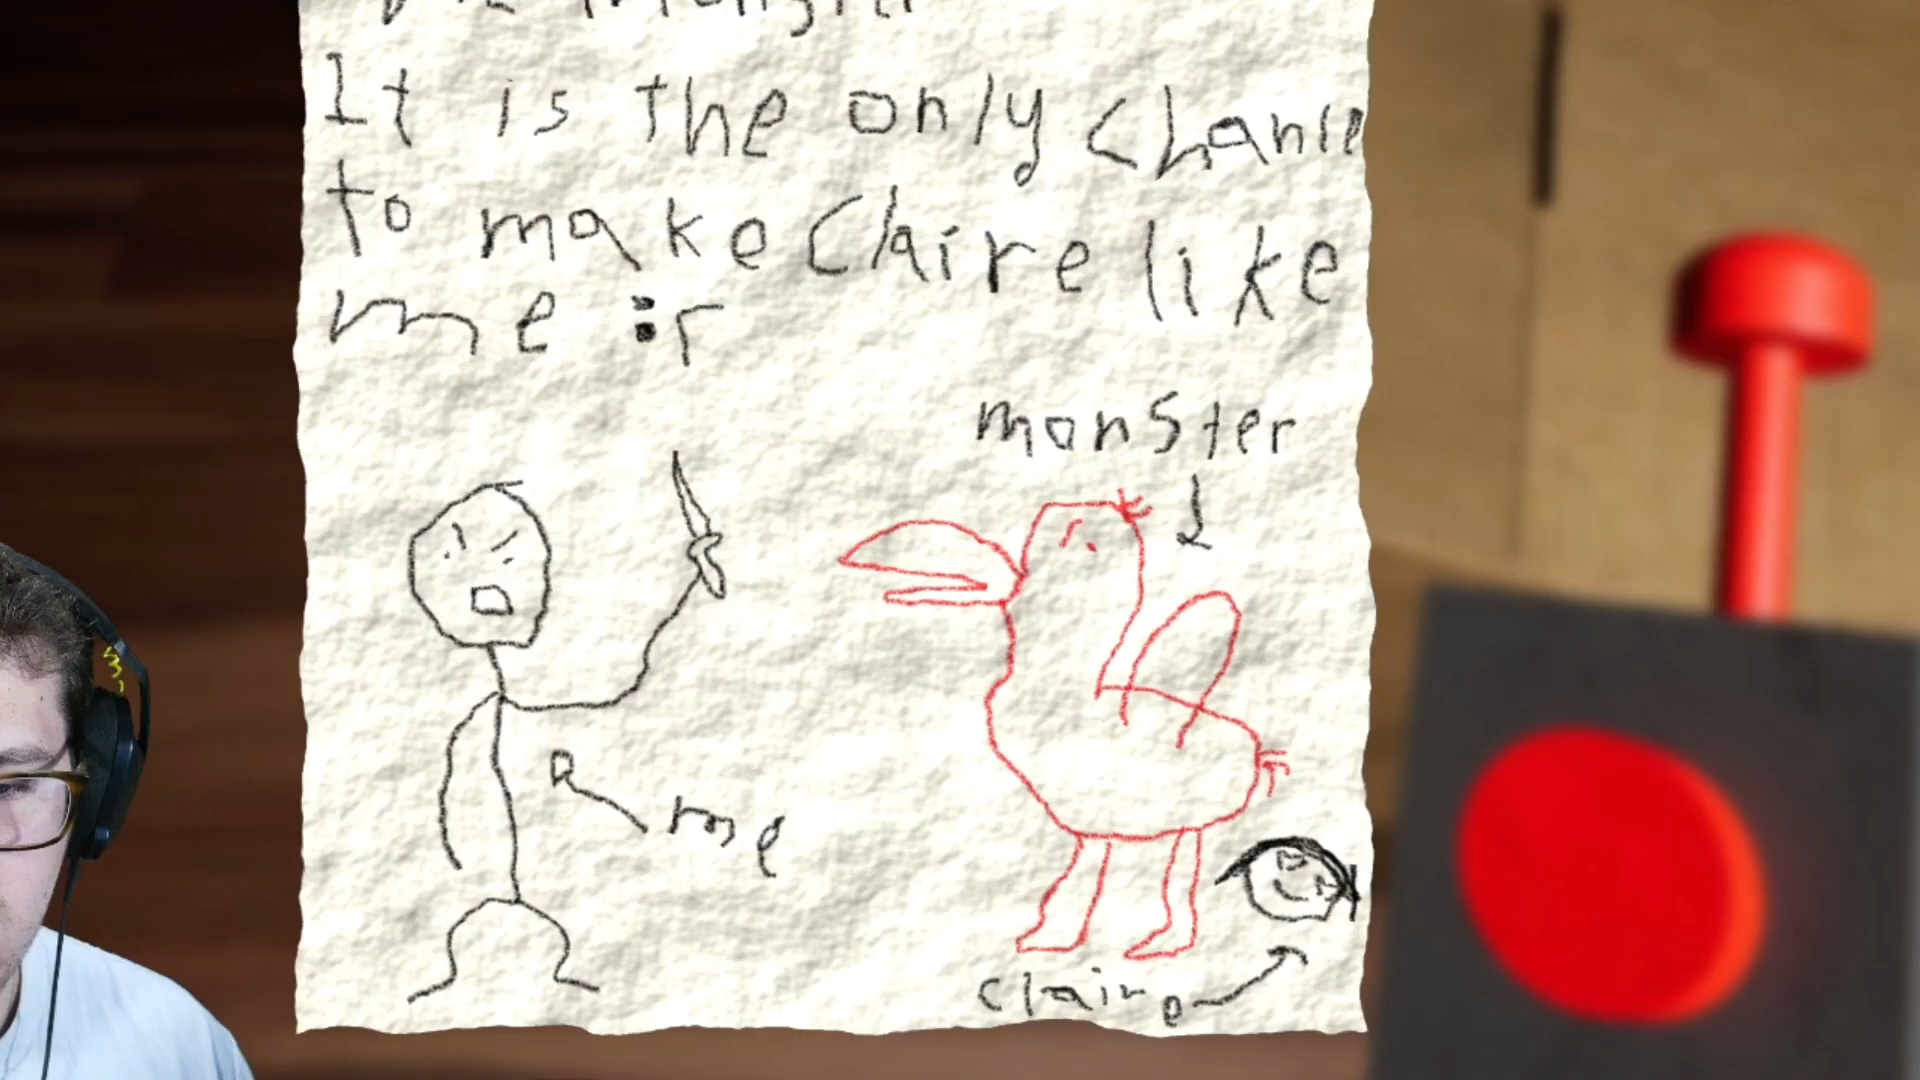 It is the only chance
to make Claire like
me :r
monster
me
Claire